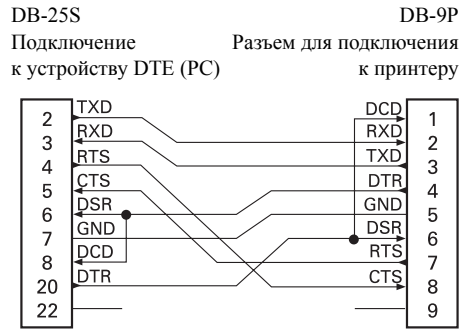 DB-25S DB-9P
Подключение Разъем для подключения
к устройству DTE (PC) к принтеру
TXD DCD
2 1
RXD RXD
3 2
RTS TXD
4 3
CTS DTR
5 4
DSR GND
6 5
GND DSR
7 6
DCD RTS
8 7
DTR CTS
20 8
22 9